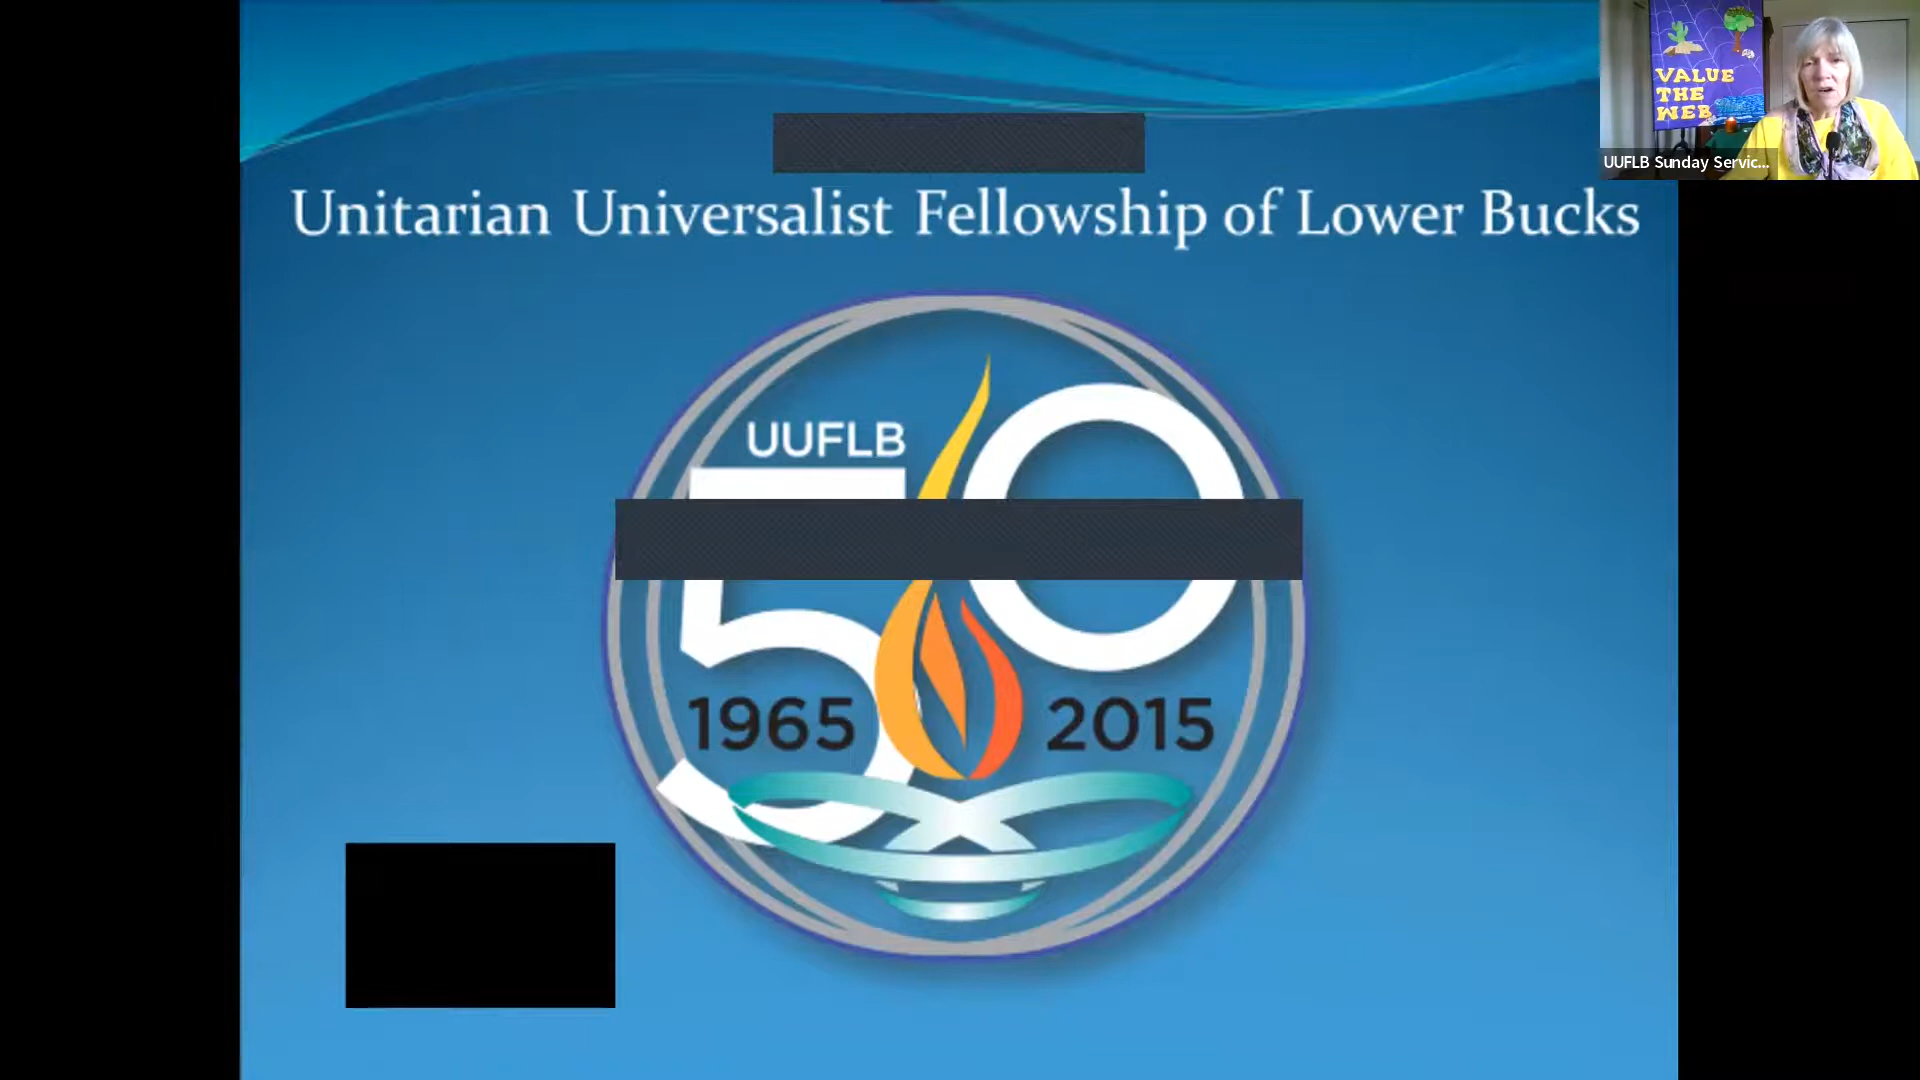 Unitarian Universalist Fellowship of Lower Bucks
UUFLB
50
1965 2015
VALUE
THE
WEB
UUFLB Sunday Servic...